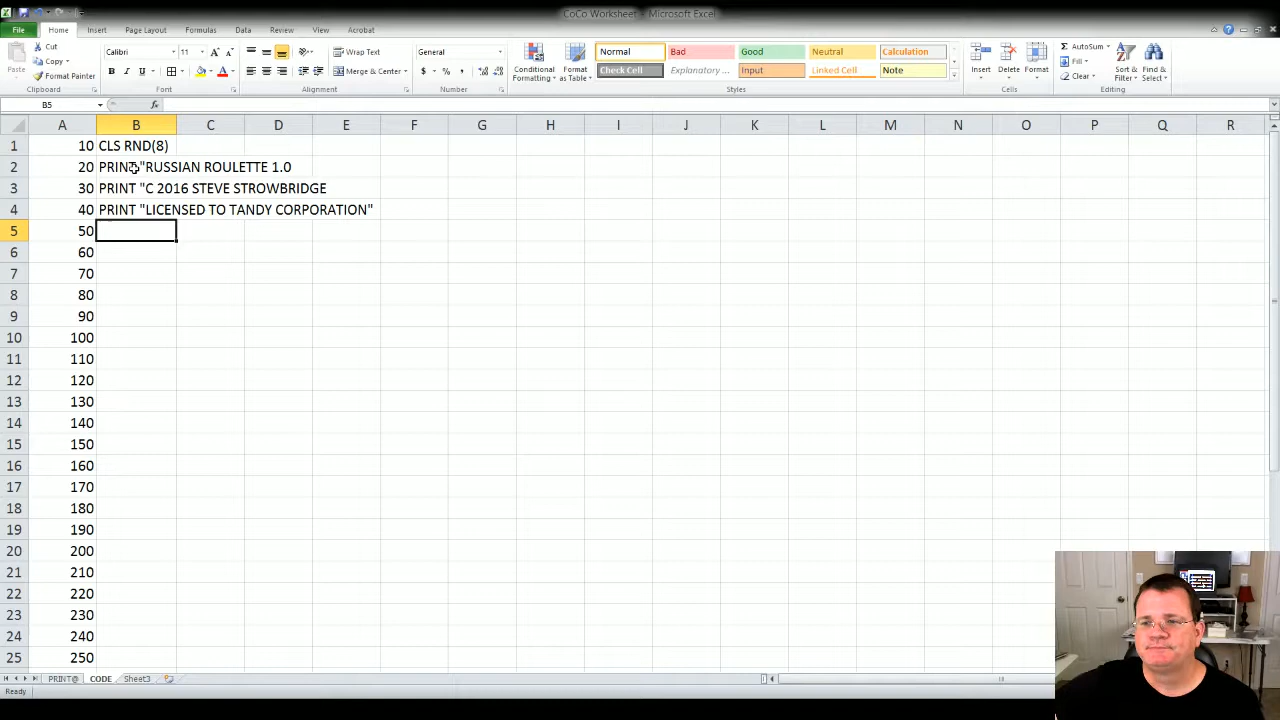 CoCo Worksheet - Microsoft Excel
File Home Insert Page Layout Formulas Data Review View Acrobat
Paste Cut Copy Format Painter Clipboard
Calibri 11 B I U A A A Font
Wrap Text Merge & Center Alignment
General $ % , Number
Conditional Formatting Format as Table Normal Bad Good Neutral Calculation
Check Cell Explanatory ... Input Linked Cell Note Styles
Insert Delete Format Cells
AutoSum Fill Clear Sort & Filter Find & Select Editing
B5 fx
A B C D E F G H I J K L M N O P Q R
1 10 CLS RND(8)
2 20 PRINT "RUSSIAN ROULETTE 1.0
3 30 PRINT "C 2016 STEVE STROWBRIDGE
4 40 PRINT "LICENSED TO TANDY CORPORATION"
5 50
6 60
7 70
8 80
9 90
10 100
11 110
12 120
13 130
14 140
15 150
16 160
17 170
18 180
19 190
20 200
21 210
22 220
23 230
24 240
25 250
PRINT@ CODE Sheet3
Ready